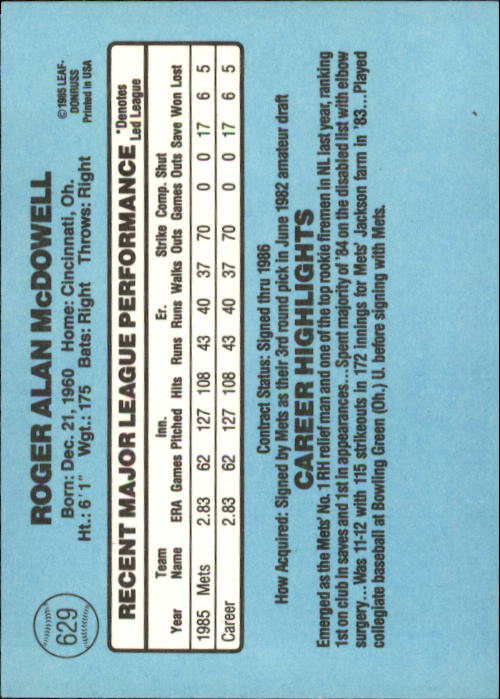 629
ROGER ALAN McDOWELL
©1985 LEAF-
DONRUSS
Printed in USA
Born: Dec. 21, 1960 Home: Cincinnati, Oh.
Ht.: 6'1" Wgt.: 175 Bats: Right Throws: Right
RECENT MAJOR LEAGUE PERFORMANCE
*Denotes
Led League
Team Inn. Er. Strike Comp. Shut
Year Name ERA Games Pitched Hits Runs Runs Walks Outs Games Outs Save Won Lost
1985 Mets 2.83 62 127 108 43 40 37 70 0 0 17 6 5
Career 2.83 62 127 108 43 40 37 70 0 0 17 6 5
Contract Status: Signed thru 1986
How Acquired: Signed by Mets as their 3rd round pick in June 1982 amateur draft
CAREER HIGHLIGHTS
Emerged as the Mets' No. 1 RH relief man and one of the top rookie firemen in NL last year, ranking
1st on club in saves and 1st in appearances...Spent majority of '84 on the disabled list with elbow
surgery...Was 11-12 with 115 strikeouts in 172 innings for Mets' Jackson farm in '83...Played
collegiate baseball at Bowling Green (Oh.) U. before signing with Mets.